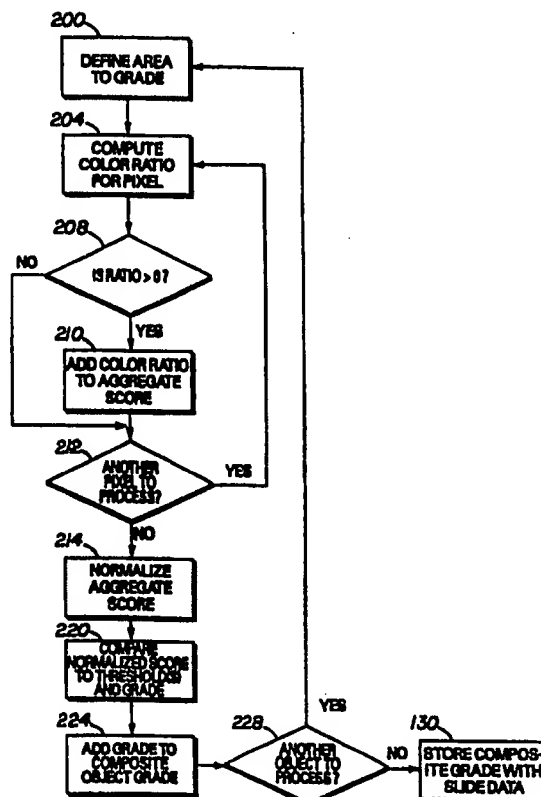 200
DEFINE AREA
TO GRADE
204
COMPUTE
COLOR RATIO
FOR PIXEL
208
NO
IS RATIO > 0 ?
YES
210
ADD COLOR RATIO
TO AGGREGATE
SCORE
212
ANOTHER
PIXEL TO
PROCESS?
YES
NO
214
NORMALIZE
AGGREGATE
SCORE
220
COMPARE
NORMALIZED SCORE
TO THRESHOLD(S)
AND GRADE
YES
224
ADD GRADE TO
COMPOSITE
OBJECT GRADE
228
ANOTHER
OBJECT TO
PROCESS?
NO
130
STORE COMPOS-
ITE GRADE WITH
SLIDE DATA